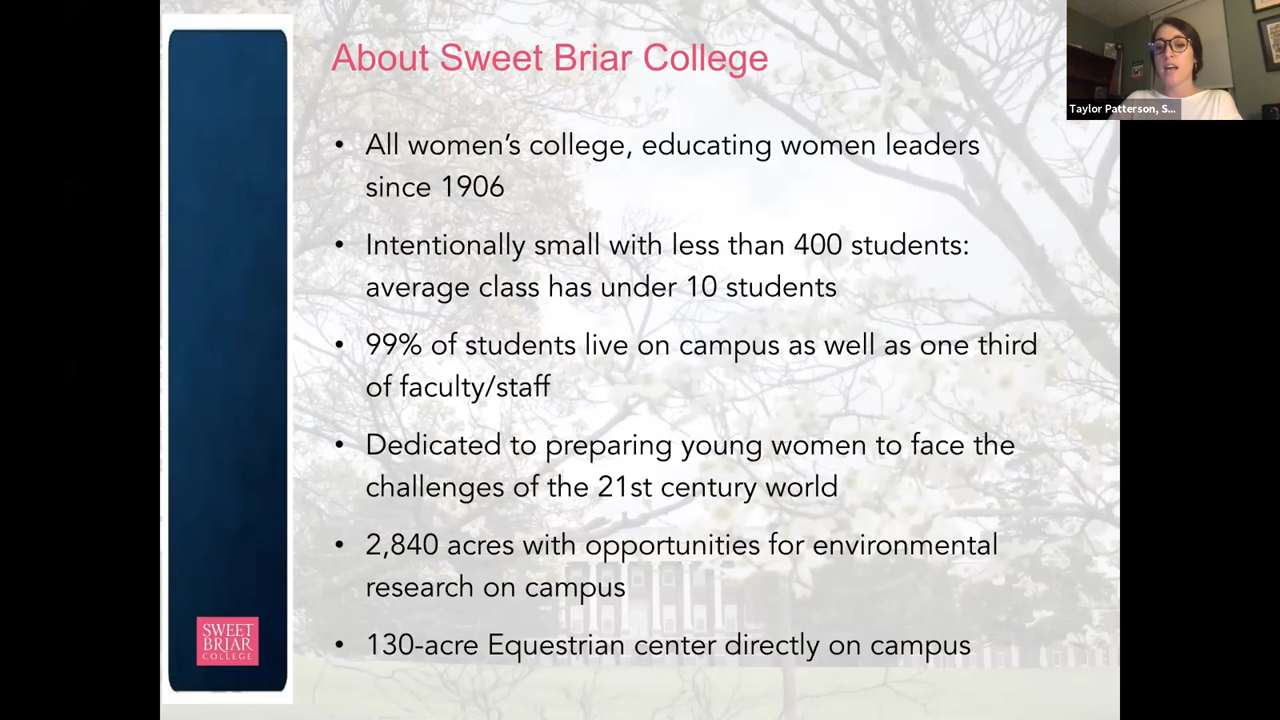 About Sweet Briar College
Taylor Patterson, S...
• All women’s college, educating women leaders
since 1906
• Intentionally small with less than 400 students:
average class has under 10 students
• 99% of students live on campus as well as one third
of faculty/staff
• Dedicated to preparing young women to face the
challenges of the 21st century world
• 2,840 acres with opportunities for environmental
research on campus
• 130-acre Equestrian center directly on campus
SWEET
BRIAR
COLLEGE